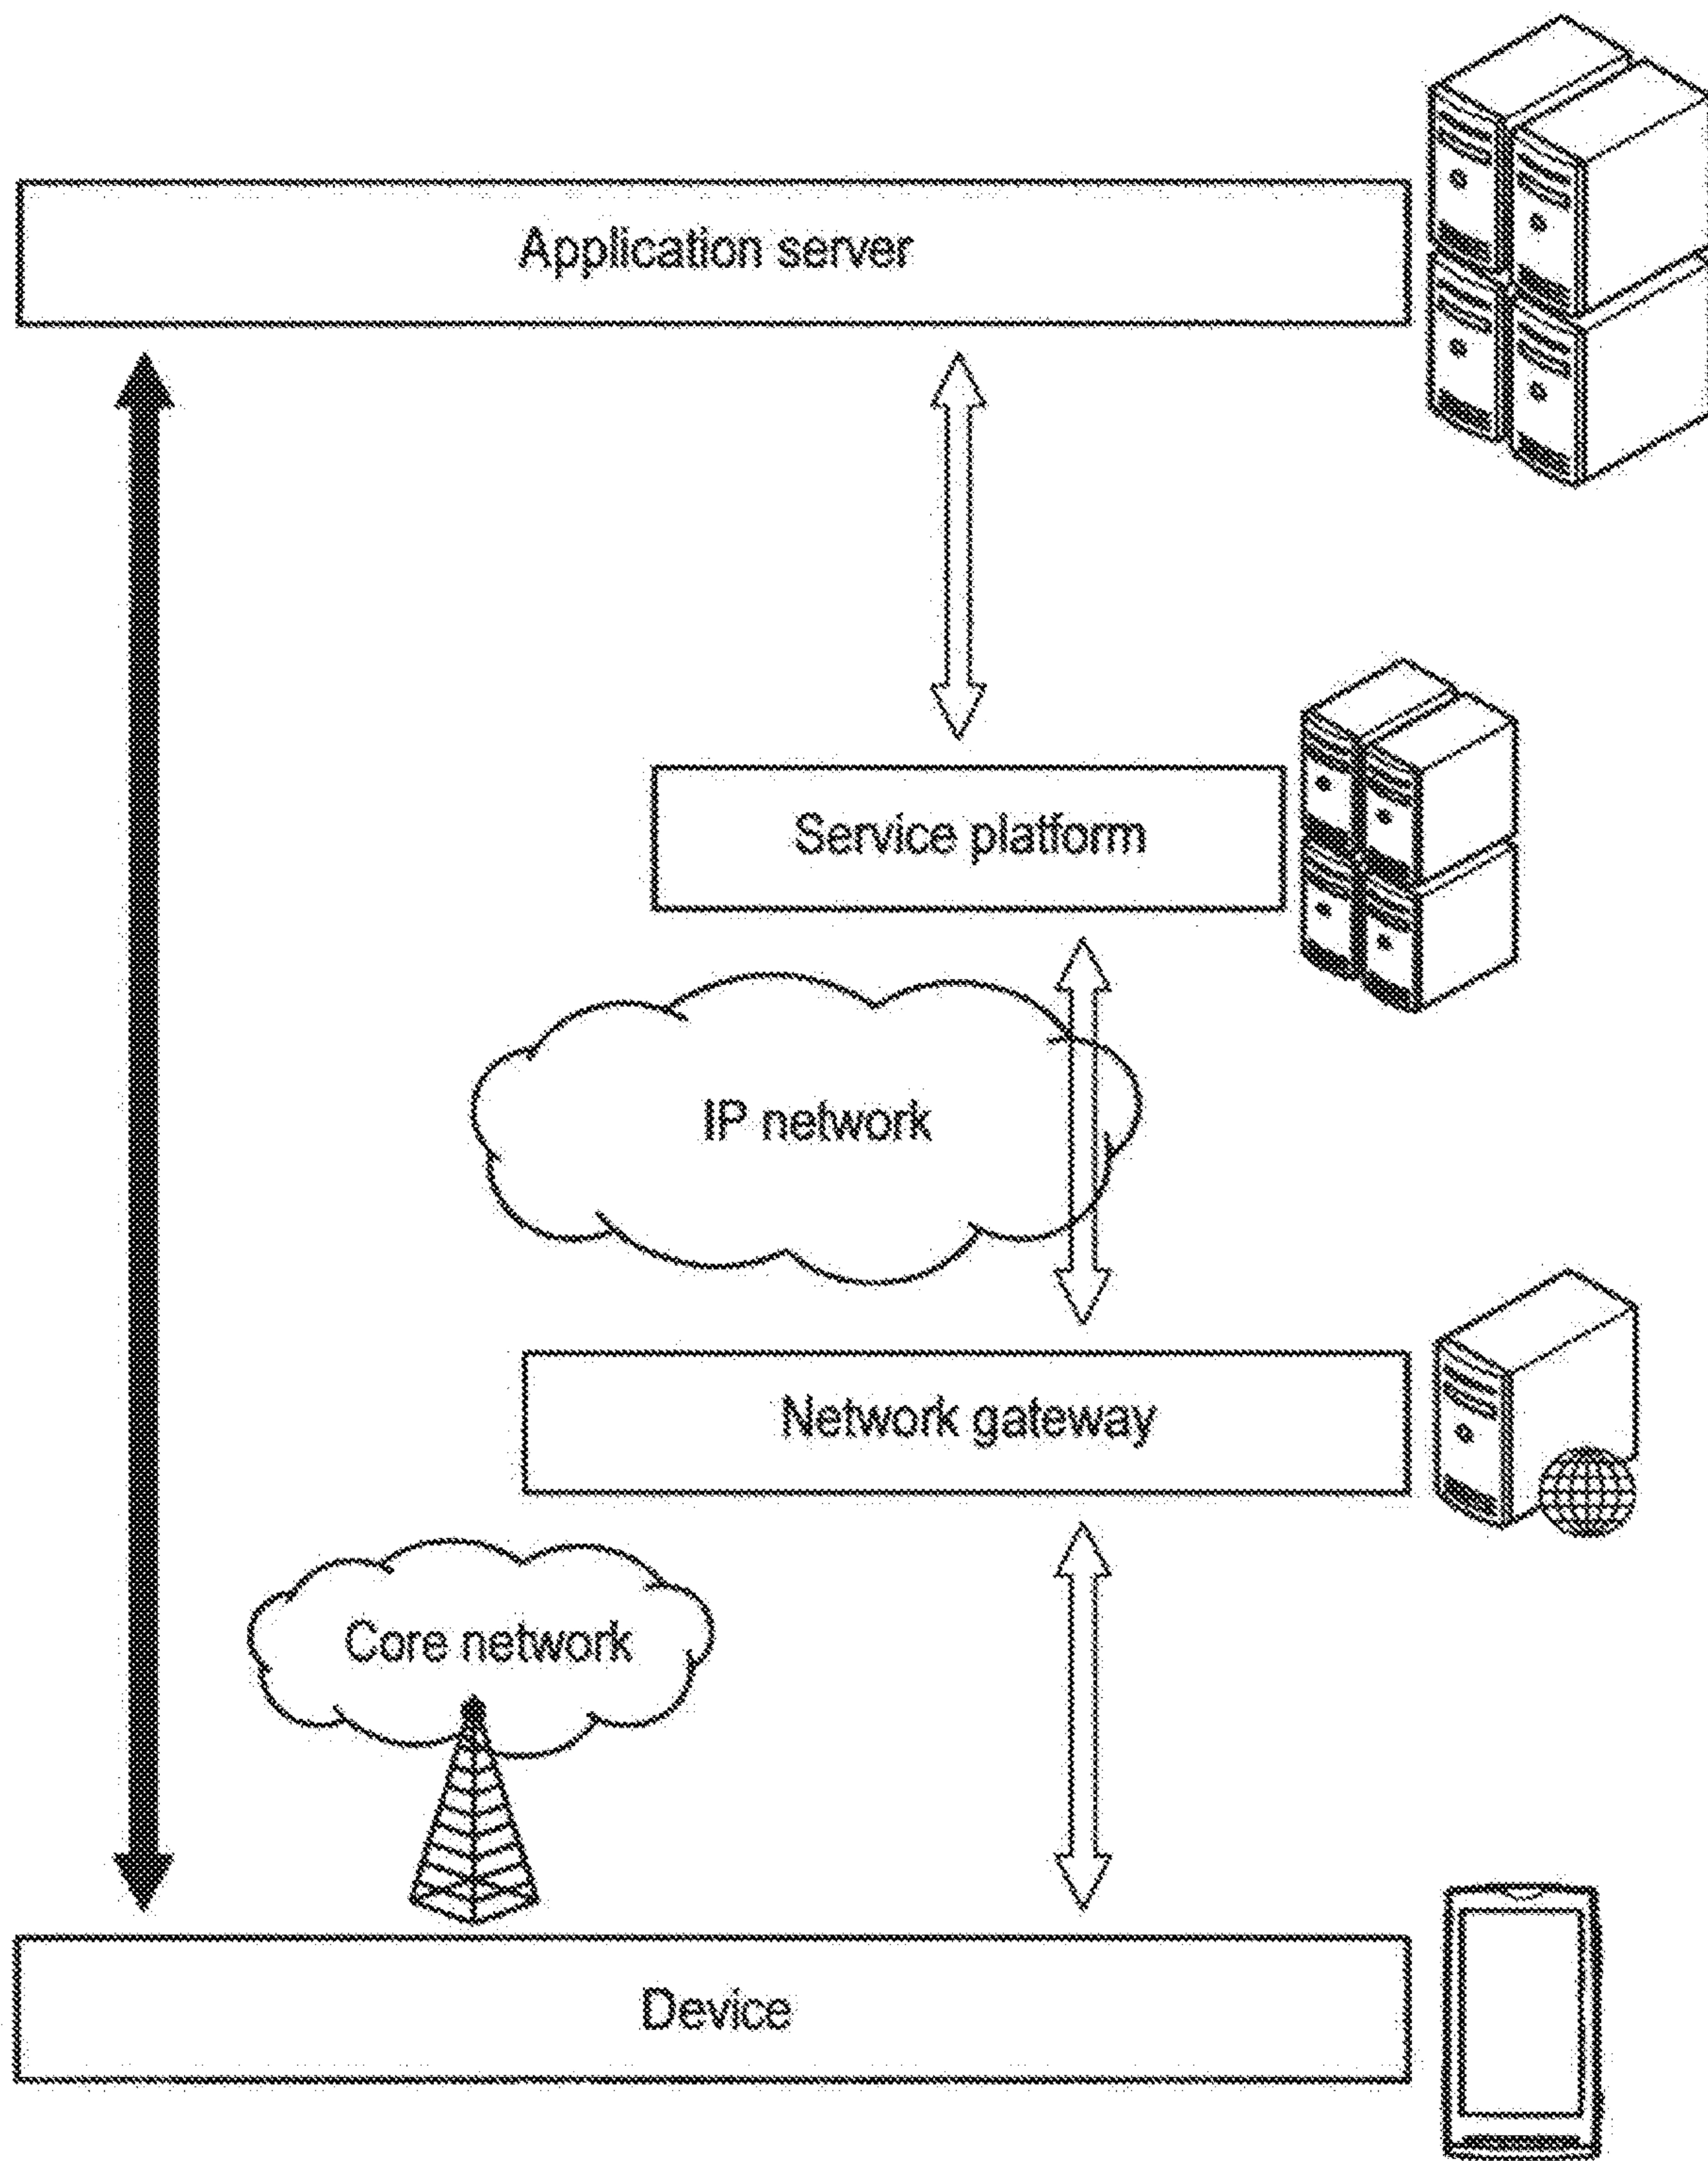 Application server
Service platform
IP network
Network gateway
Core network
Device